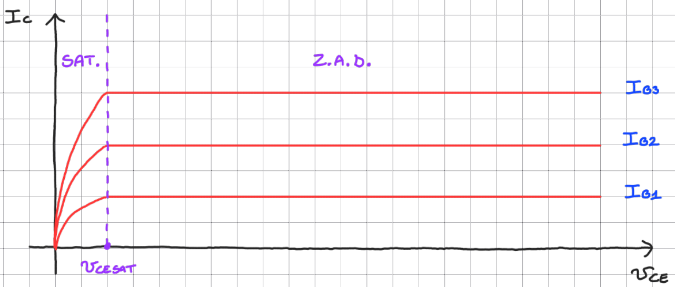 Ic
SAT.
Z.A.D.
IB3
IB2
IB1
VCESAT
VCE